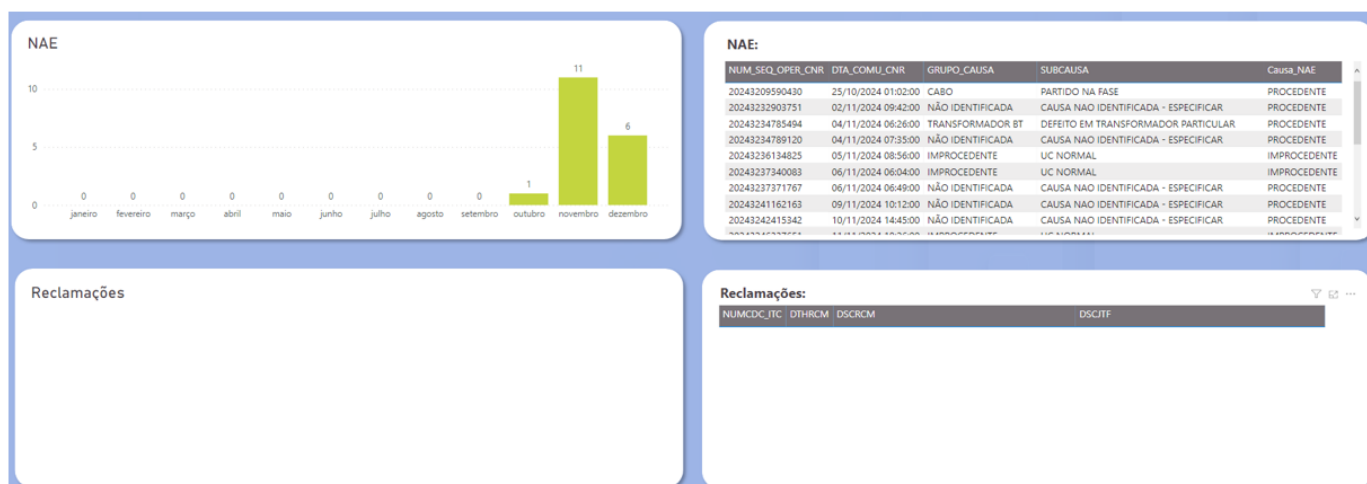 NAE
10
5
0
0
0
0
0
0
0
0
0
0
1
11
6
janeiro fevereiro março abril maio junho julho agosto setembro outubro novembro dezembro
NAE:
NUM_SEQ_OPER_CNR DTA_COMU_CNR GRUPO_CAUSA SUBCAUSA Causa_NAE
20243209590430 25/10/2024 01:02:00 CABO PARTIDO NA FASE PROCEDENTE
20243232903751 02/11/2024 09:42:00 NÃO IDENTIFICADA CAUSA NAO IDENTIFICADA - ESPECIFICAR PROCEDENTE
20243234785494 04/11/2024 06:26:00 TRANSFORMADOR BT DEFEITO EM TRANSFORMADOR PARTICULAR PROCEDENTE
20243234789120 04/11/2024 07:35:00 NÃO IDENTIFICADA CAUSA NAO IDENTIFICADA - ESPECIFICAR PROCEDENTE
20243236134825 05/11/2024 08:56:00 IMPROCEDENTE UC NORMAL IMPROCEDENTE
20243237340083 06/11/2024 06:04:00 IMPROCEDENTE UC NORMAL IMPROCEDENTE
20243237371767 06/11/2024 06:49:00 NÃO IDENTIFICADA CAUSA NAO IDENTIFICADA - ESPECIFICAR PROCEDENTE
20243241162163 09/11/2024 10:12:00 NÃO IDENTIFICADA CAUSA NAO IDENTIFICADA - ESPECIFICAR PROCEDENTE
20243242415342 10/11/2024 14:45:00 NÃO IDENTIFICADA CAUSA NAO IDENTIFICADA - ESPECIFICAR PROCEDENTE
IMPROCEDENTE UC NORMAL IMPROCEDENTE
Reclamações
Reclamações:
NUMCDC_ITC DTHRCM DSCRCM DSCJTF